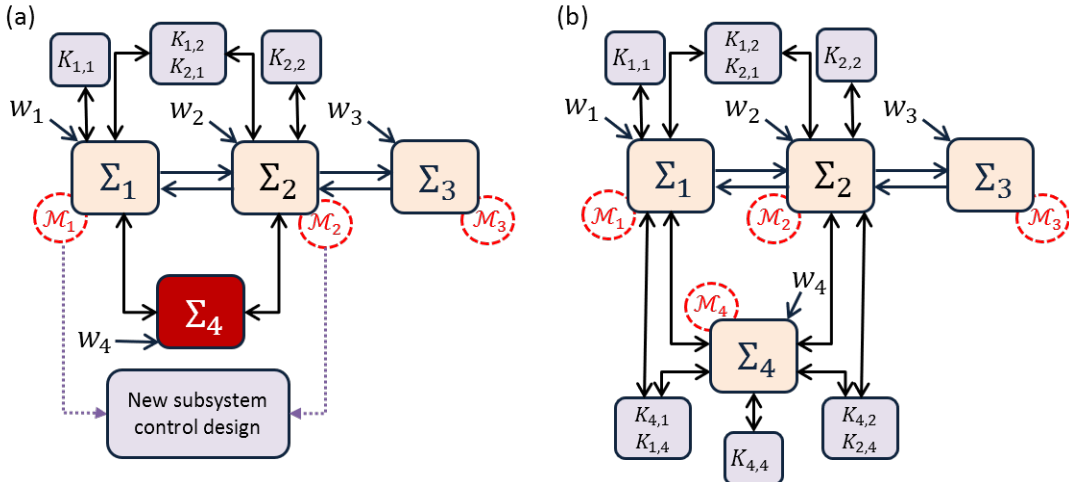 (a)
K1,1
K1,2
K2,1
K2,2
w1
w2
w3
Σ1
Σ2
Σ3
ℳ1
ℳ2
ℳ3
Σ4
w4
New subsystem
control design
(b)
K1,1
K1,2
K2,1
K2,2
w1
w2
w3
Σ1
Σ2
Σ3
ℳ1
ℳ2
ℳ3
ℳ4
w4
Σ4
K4,1
K1,4
K4,4
K4,2
K2,4